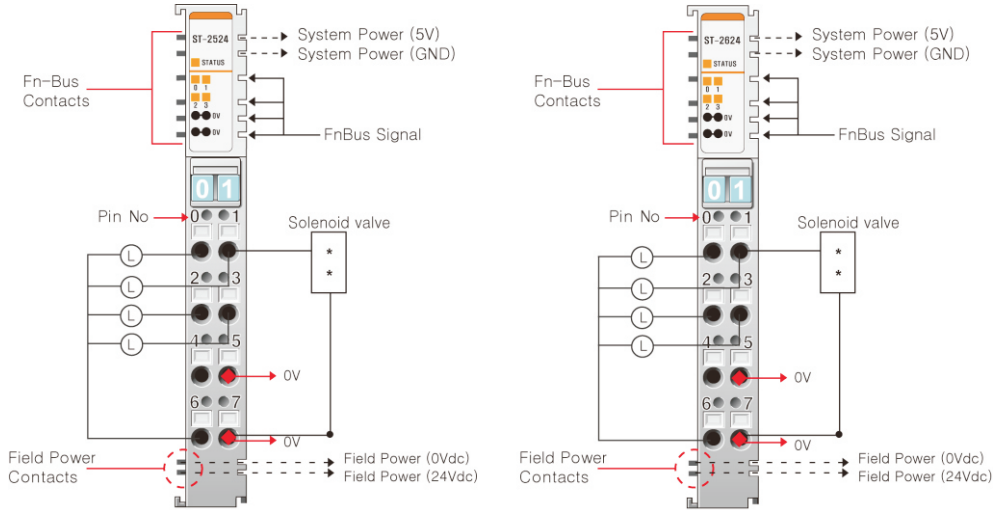 ST-2524
System Power (5V)
System Power (GND)
STATUS
0 1
2 3
0V
0V
Fn-Bus
Contacts
FnBus Signal
01
Pin No
0 1
Solenoid valve
L
*
*
2 3
L
L
L
4 5
0V
6 7
0V
Field Power
Contacts
Field Power (0Vdc)
Field Power (24Vdc)
ST-2624
System Power (5V)
System Power (GND)
STATUS
0 1
2 3
0V
0V
Fn-Bus
Contacts
FnBus Signal
01
Pin No
0 1
Solenoid valve
L
*
*
2 3
L
L
L
4 5
0V
6 7
0V
Field Power
Contacts
Field Power (0Vdc)
Field Power (24Vdc)